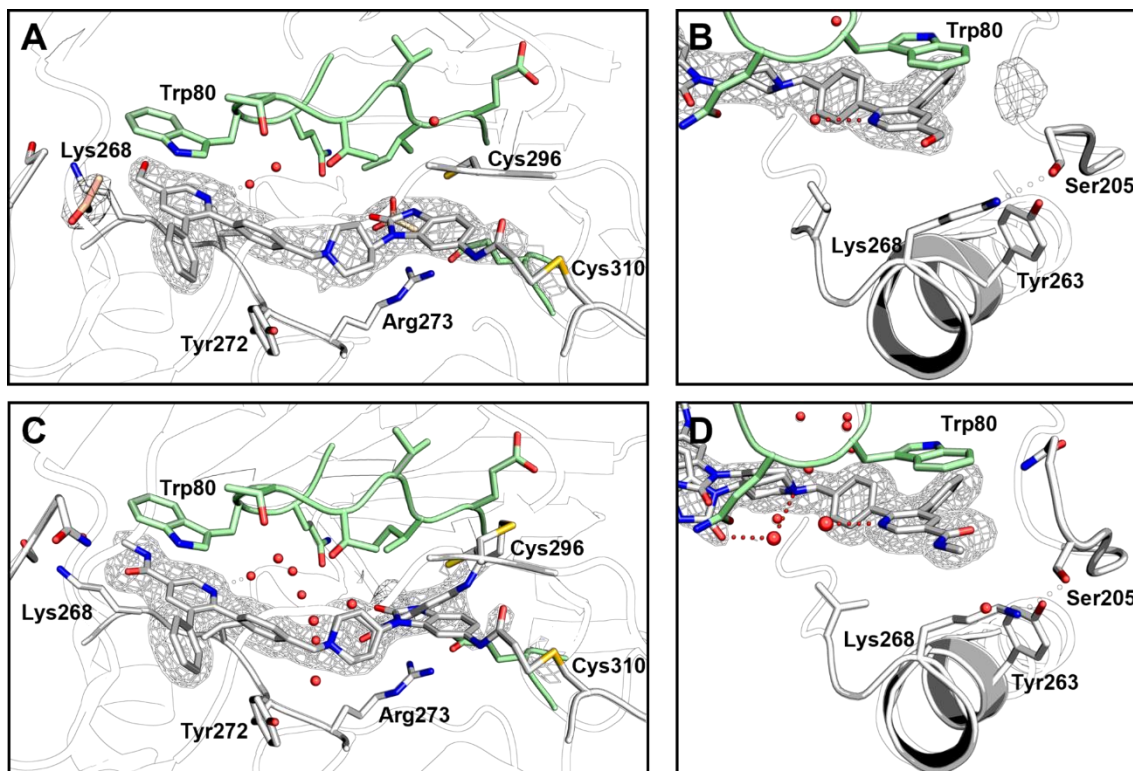 A
Trp80
Lys268
Cys296
Cys310
Arg273
Tyr272
B
Trp80
Ser205
Lys268
Tyr263
C
Trp80
Cys296
Lys268
Cys310
Arg273
Tyr272
D
Trp80
Ser205
Lys268
Tyr263